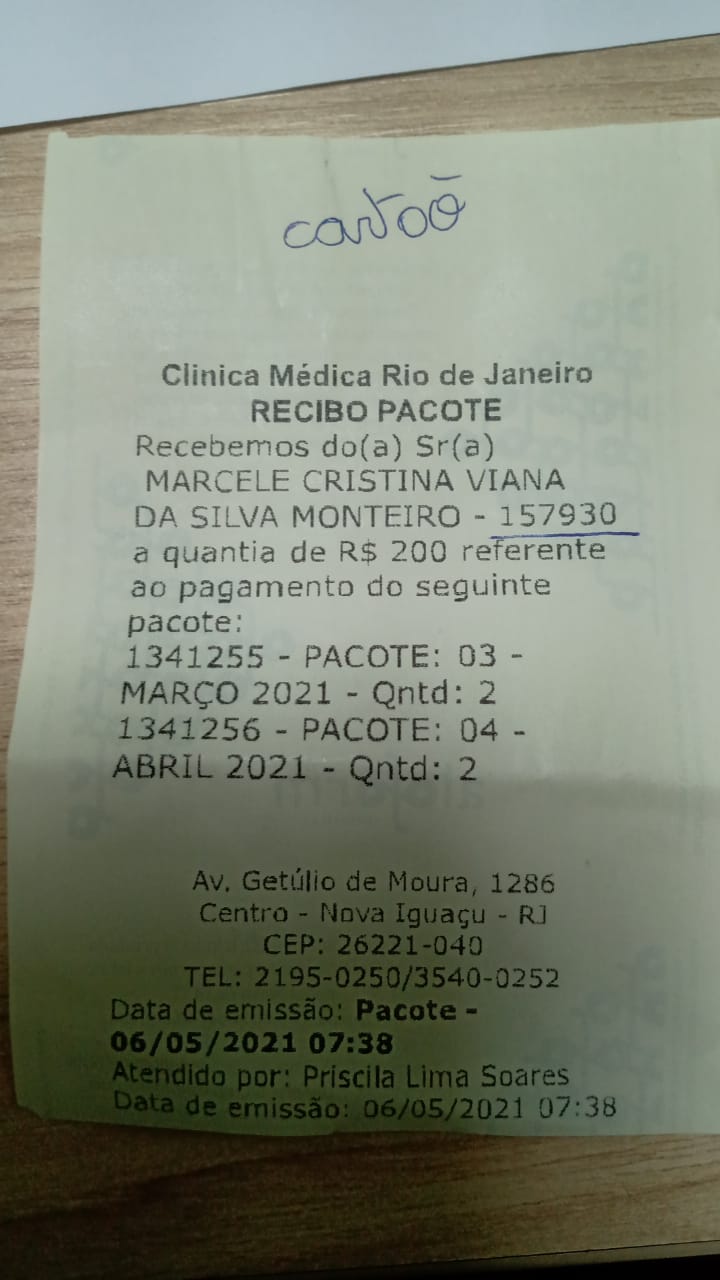 cartoõ
Clinica Médica Rio de Janeiro
RECIBO PACOTE
Recebemos do(a) Sr(a)
MARCELE CRISTINA VIANA
DA SILVA MONTEIRO - 157930
a quantia de R$ 200 referente
ao pagamento do seguinte
pacote:
1341255 - PACOTE: 03 -
MARÇO 2021 - Qntd: 2
1341256 - PACOTE: 04 -
ABRIL 2021 - Qntd: 2
Av. Getúlio de Moura, 1286
Centro - Nova Iguaçu - RJ
CEP: 26221-040
TEL: 2195-0250/3540-0252
Data de emissão: Pacote -
06/05/2021 07:38
Atendido por: Priscila Lima Soares
Data de emissão: 06/05/2021 07:38